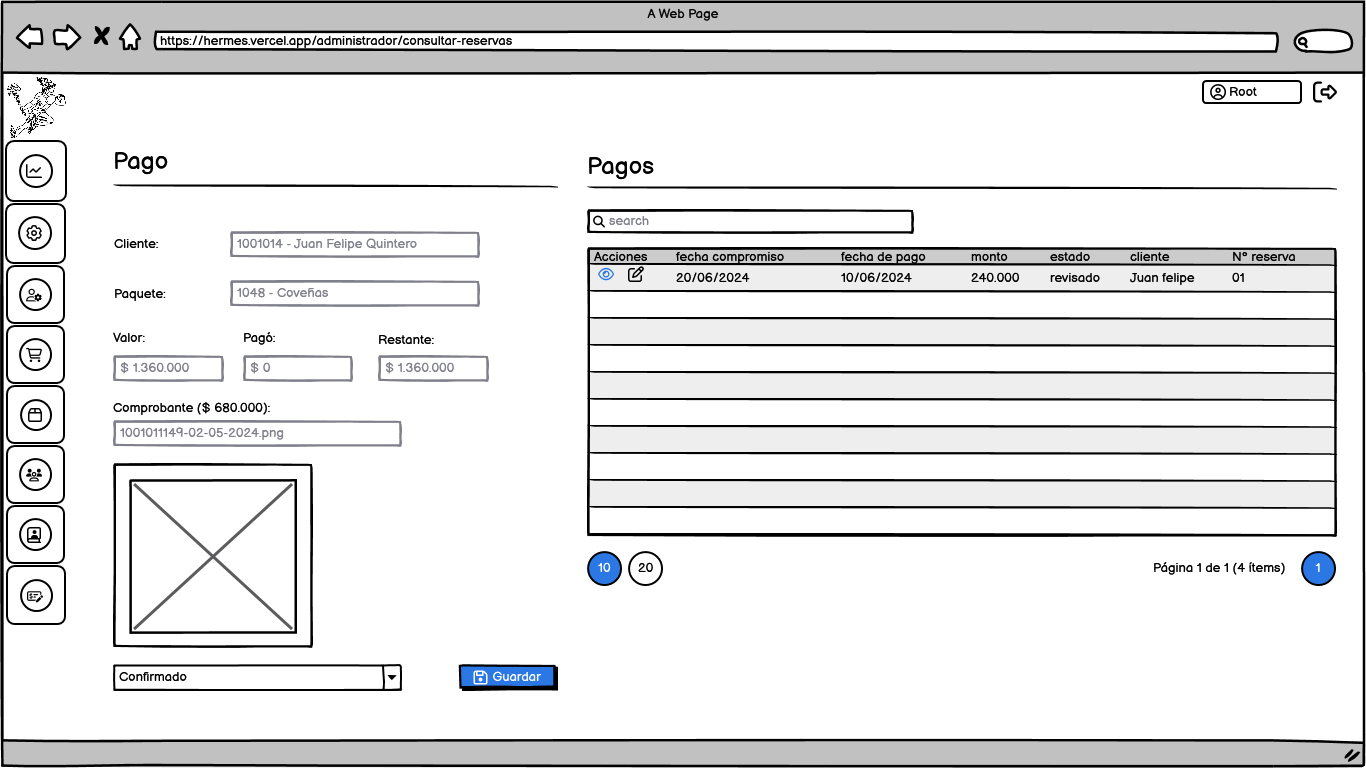 A Web Page
https://hermes.vercel.app/administrador/consultar-reservas
Root
Pago
Cliente:
1001014 - Juan Felipe Quintero
Paquete:
1048 - Coveñas
Valor:
Pagó:
Restante:
$ 1.360.000
$ 0
$ 1.360.000
Comprobante ($ 680.000):
1001011149-02-05-2024.png
Confirmado
Guardar
Pagos
search
Acciones fecha compromiso fecha de pago monto estado cliente N° reserva
20/06/2024 10/06/2024 240.000 revisado Juan felipe 01
10 20
Página 1 de 1 (4 ítems) 1